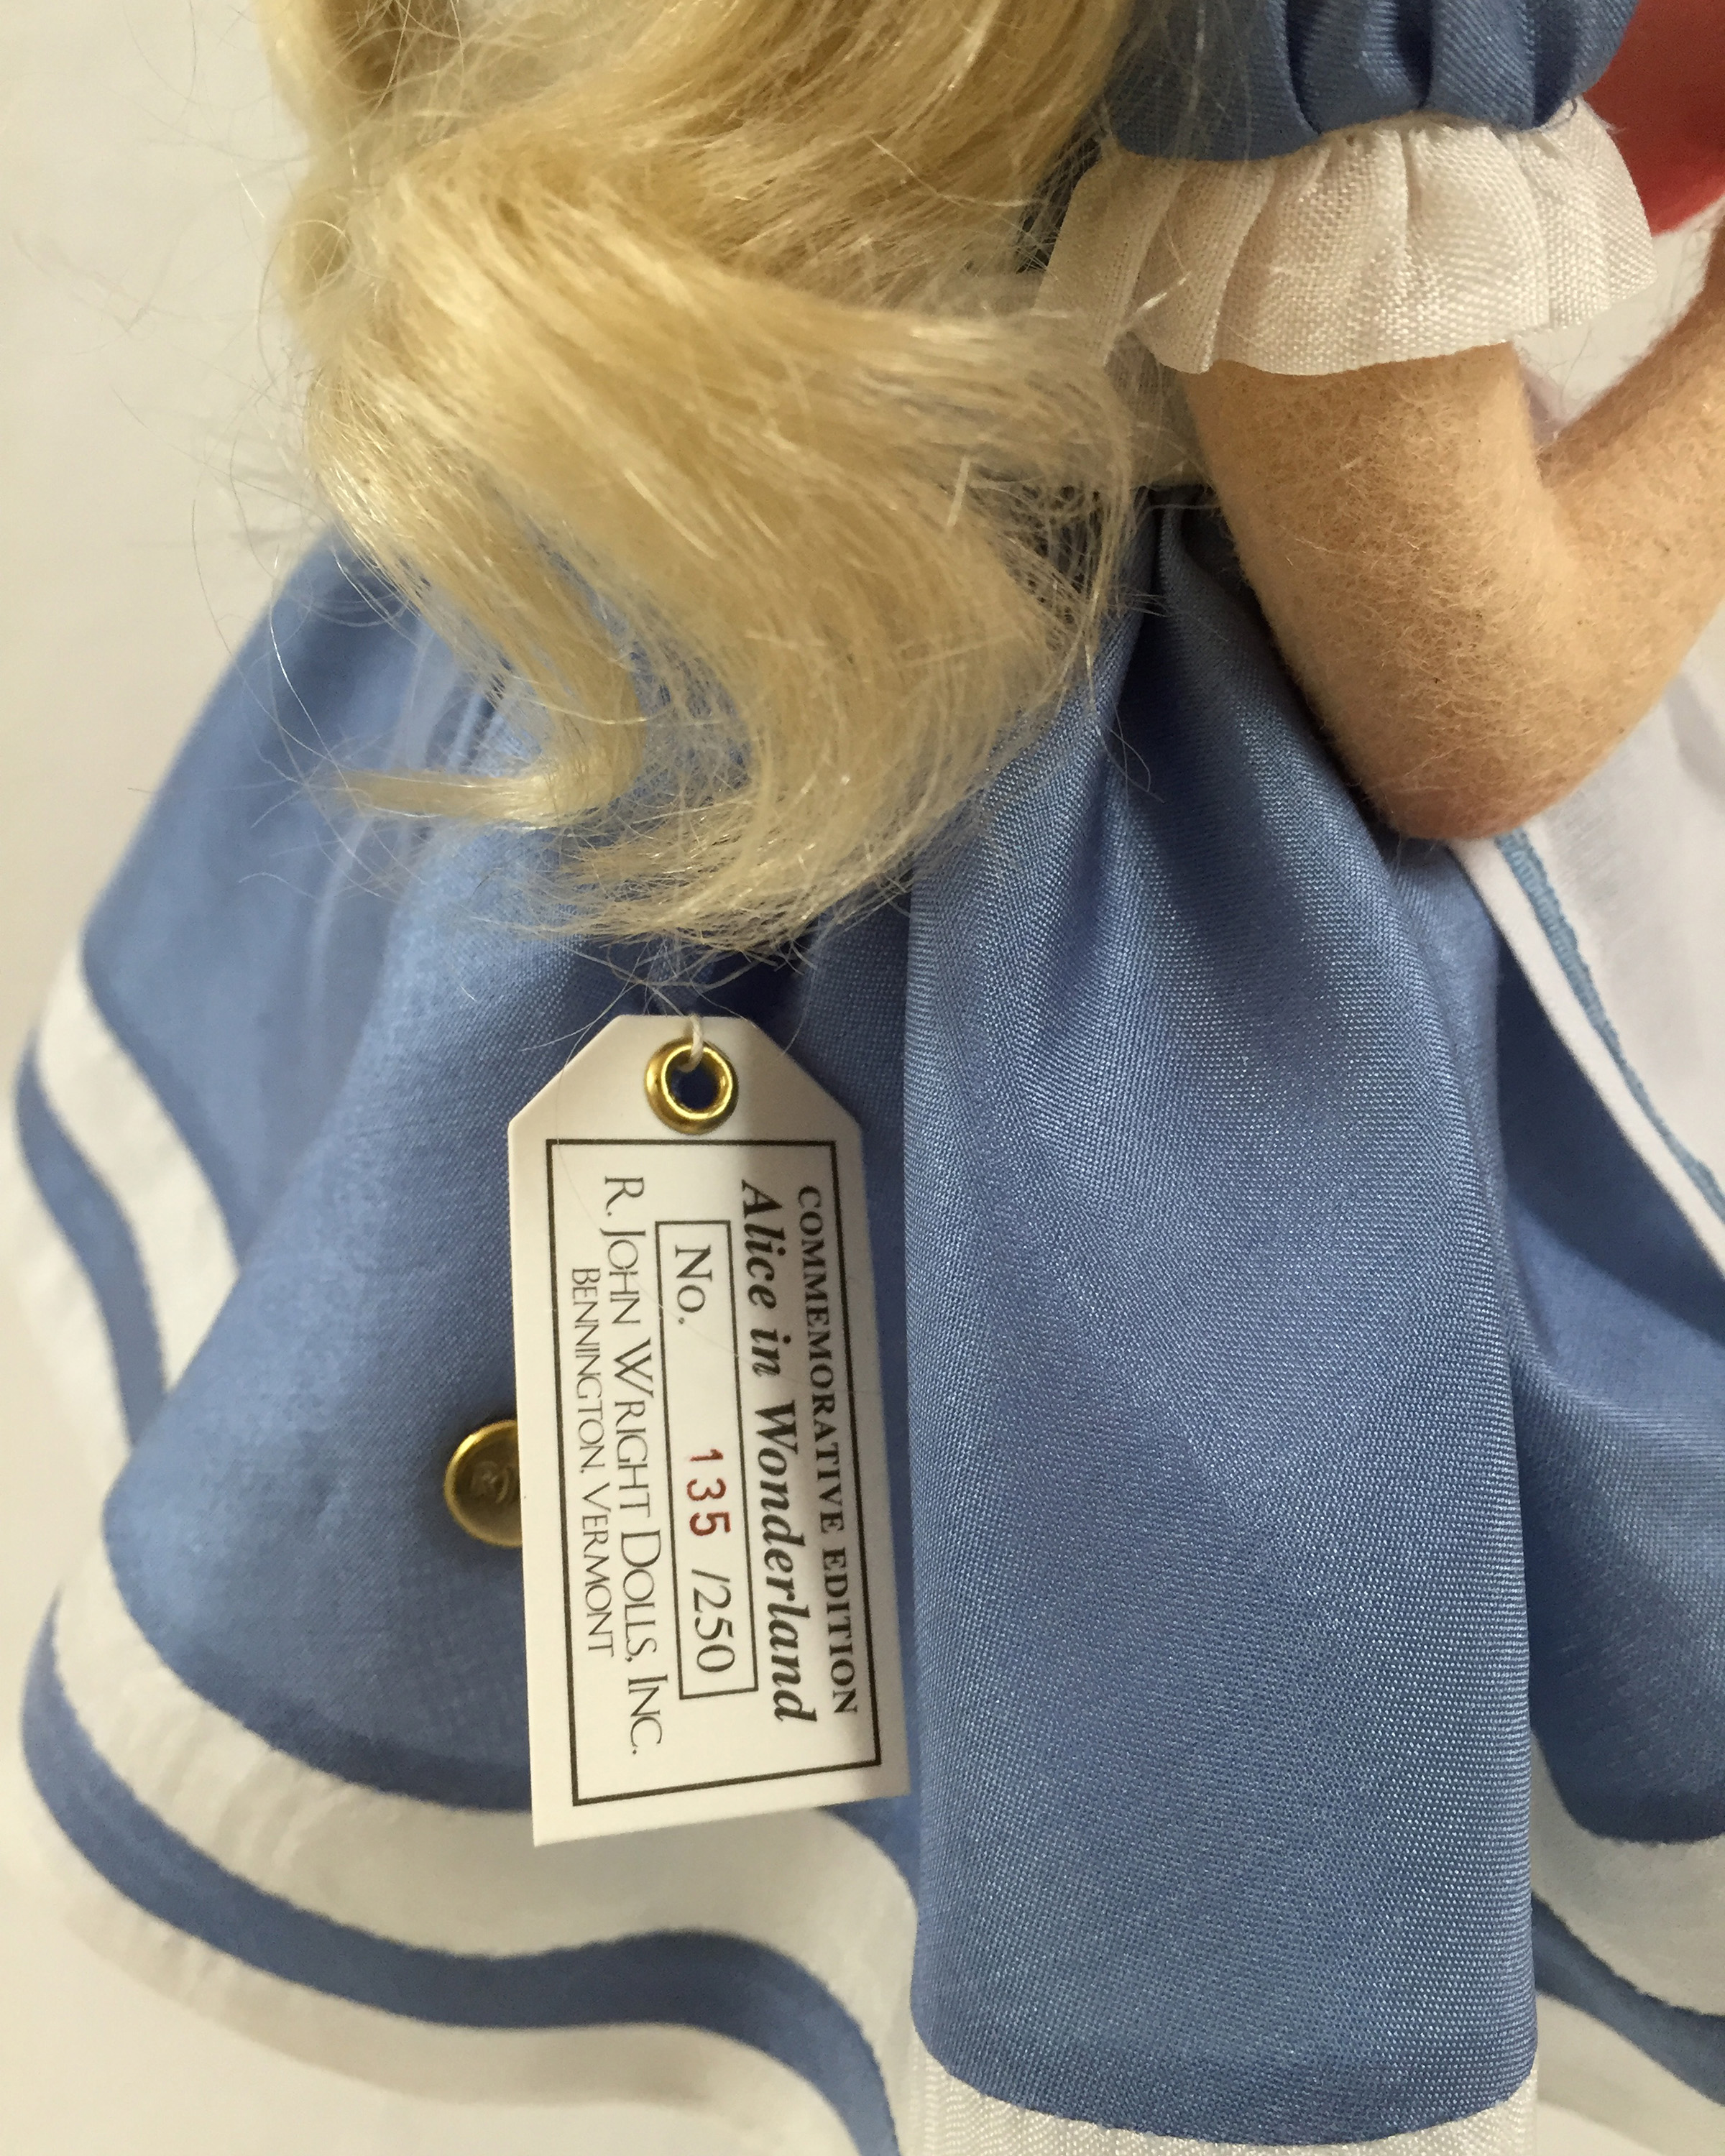 COMMEMORATIVE EDITION
Alice in Wonderland
No. 135 /250
R. JOHN WRIGHT DOLLS, INC.
BENNINGTON, VERMONT